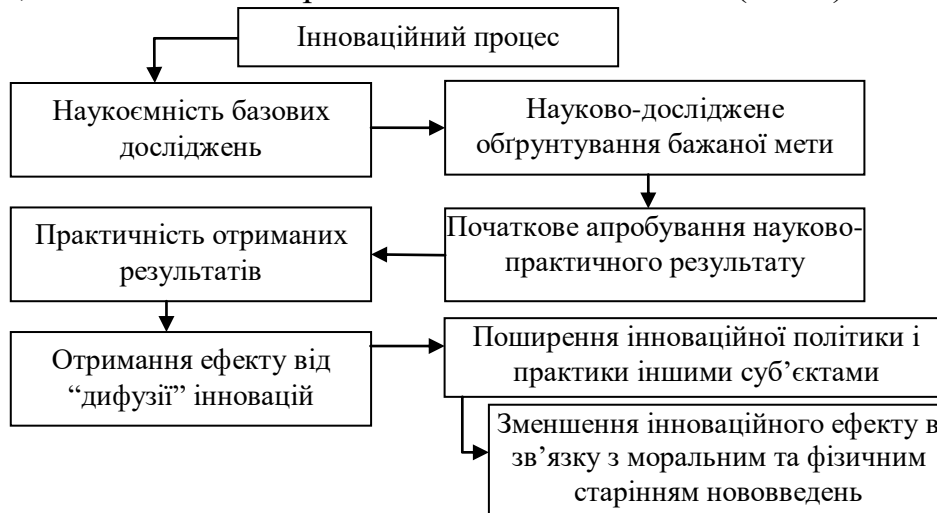 Інноваційний процес
Наукоємність базових
досліджень
Науково-досліджене
обґрунтування бажаної мети
Початкове апробування науково-
практичного результату
Практичність отриманих
результатів
Отримання ефекту від
“дифузії” інновацій
Поширення інноваційної політики і
практики іншими суб’єктами
Зменшення інноваційного ефекту в
зв’язку з моральним та фізичним
старінням нововведень